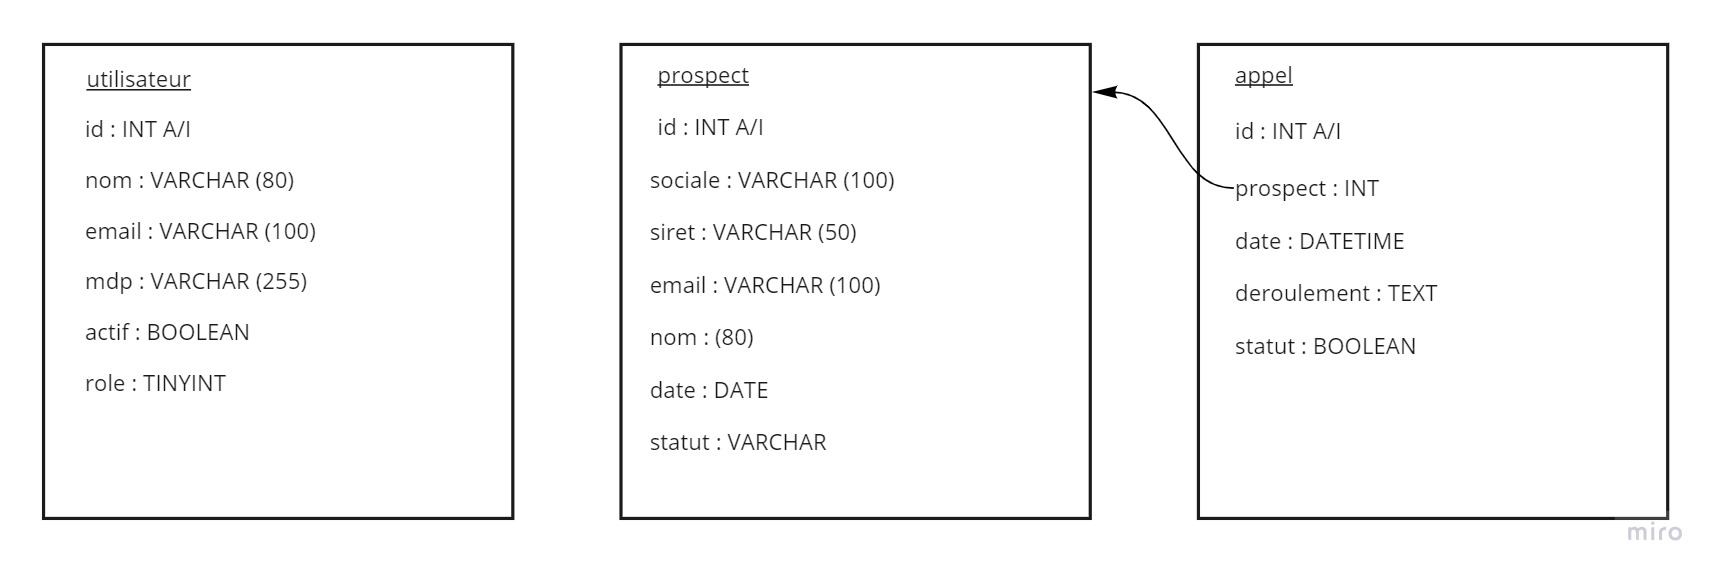 utilisateur
id : INT A/I
nom : VARCHAR (80)
email : VARCHAR (100)
mdp : VARCHAR (255)
actif : BOOLEAN
role : TINYINT
prospect
id : INT A/I
sociale : VARCHAR (100)
siret : VARCHAR (50)
email : VARCHAR (100)
nom : (80)
date : DATE
statut : VARCHAR
appel
id : INT A/I
prospect : INT
date : DATETIME
deroulement : TEXT
statut : BOOLEAN
miro